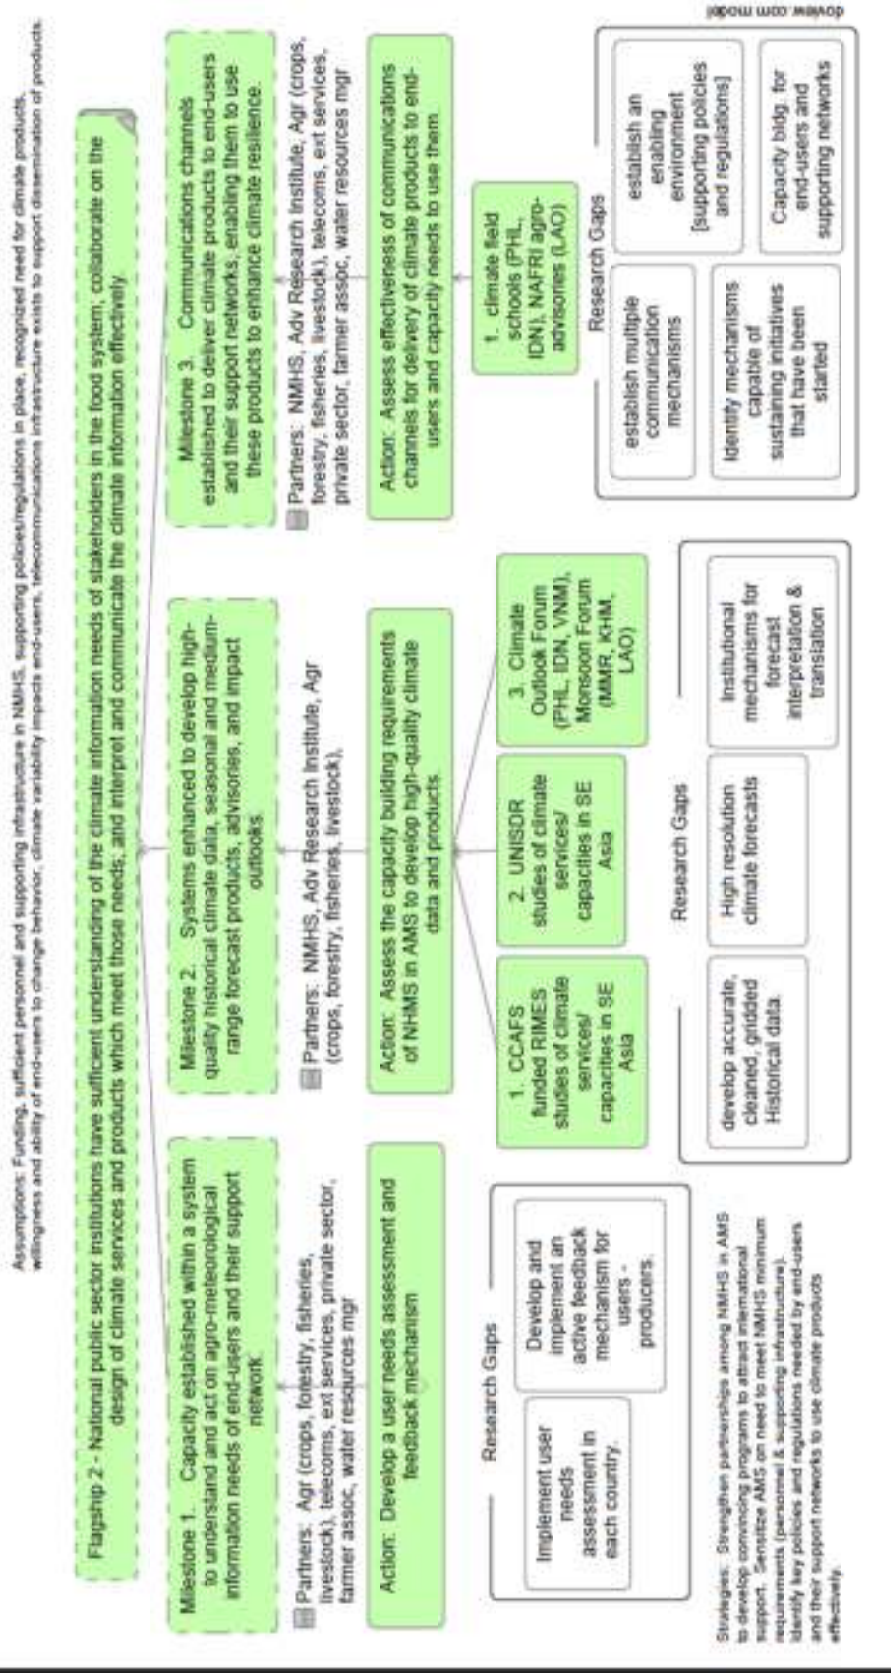 Assumptions: Funding, sufficient personnel and supporting infrastructure in NMHS, supporting policies/regulations in place, recognized need for climate products,
willingness and ability of end-users to change behavior, climate variability impacts end-users, telecommunications infrastructure exists to support dissemination of products.
Flagship 2 - National public sector institutions have sufficient understanding of the climate information needs of stakeholders in the food system; collaborate on the
design of climate services and products which meet those needs; and interpret and communicate the climate information effectively
Milestone 1. Capacity established within a system
to understand and act on agro-meteorological
information needs of end-users and their support
network.
Partners: Agr (crops, forestry, fisheries,
livestock), telecoms, ext services, private sector,
farmer assoc, water resources mgr
Action: Develop a user needs assessment and
feedback mechanism
Research Gaps
Implement user
needs
assessment in
each country.
Develop and
implement an
active feedback
mechanism for
users -
producers.
Strategies: Strengthen partnerships among NMHS in AMS
to develop convincing programs to attract international
support. Sensitize AMS on need to meet NMHS minimum
requirements (personnel & supporting infrastructure).
Identify key policies and regulations needed by end-users
and their support networks to use climate products
effectively.
Milestone 2. Systems enhanced to develop high-
quality historical climate data, seasonal and medium-
range forecast products, advisories, and impact
outlooks.
Partners: NMHS, Adv Research Institute, Agr
(crops, forestry, fisheries, livestock),
Action: Assess the capacity building requirements
of NHMS in AMS to develop high-quality climate
data and products.
1. CCAFS
funded RIMES
studies of climate
services/
capacities in SE
Asia
2. UNISDR
studies of climate
services/
capacities in SE
Asia
3. Climate
Outlook Forum
(PHL, IDN, VNM),
Monsoon Forum
(MMR, KHM,
LAO)
Research Gaps
develop accurate,
cleaned, gridded
Historical data.
High resolution
climate forecasts
Institutional
mechanisms for
forecast
interpretation &
translation
Milestone 3. Communications channels
established to deliver climate products to end-users
and their support networks, enabling them to use
these products to enhance climate resilience.
Partners: NMHS, Adv Research Institute, Agr (crops,
forestry, fisheries, livestock), telecoms, ext services,
private sector, farmer assoc, water resources mgr
Action: Assess effectiveness of communications
channels for delivery of climate products to end-
users and capacity needs to use them.
1. climate field
schools (PHL,
IDN), NAFRI agro-
advisories (LAO)
Research Gaps
establish multiple
communication
mechanisms
establish an
enabling
environment
[supporting policies
and regulations]
Identify mechanisms
capable of
sustaining initiatives
that have been
started
Capacity bldg. for
end-users and
supporting networks
doview.com model